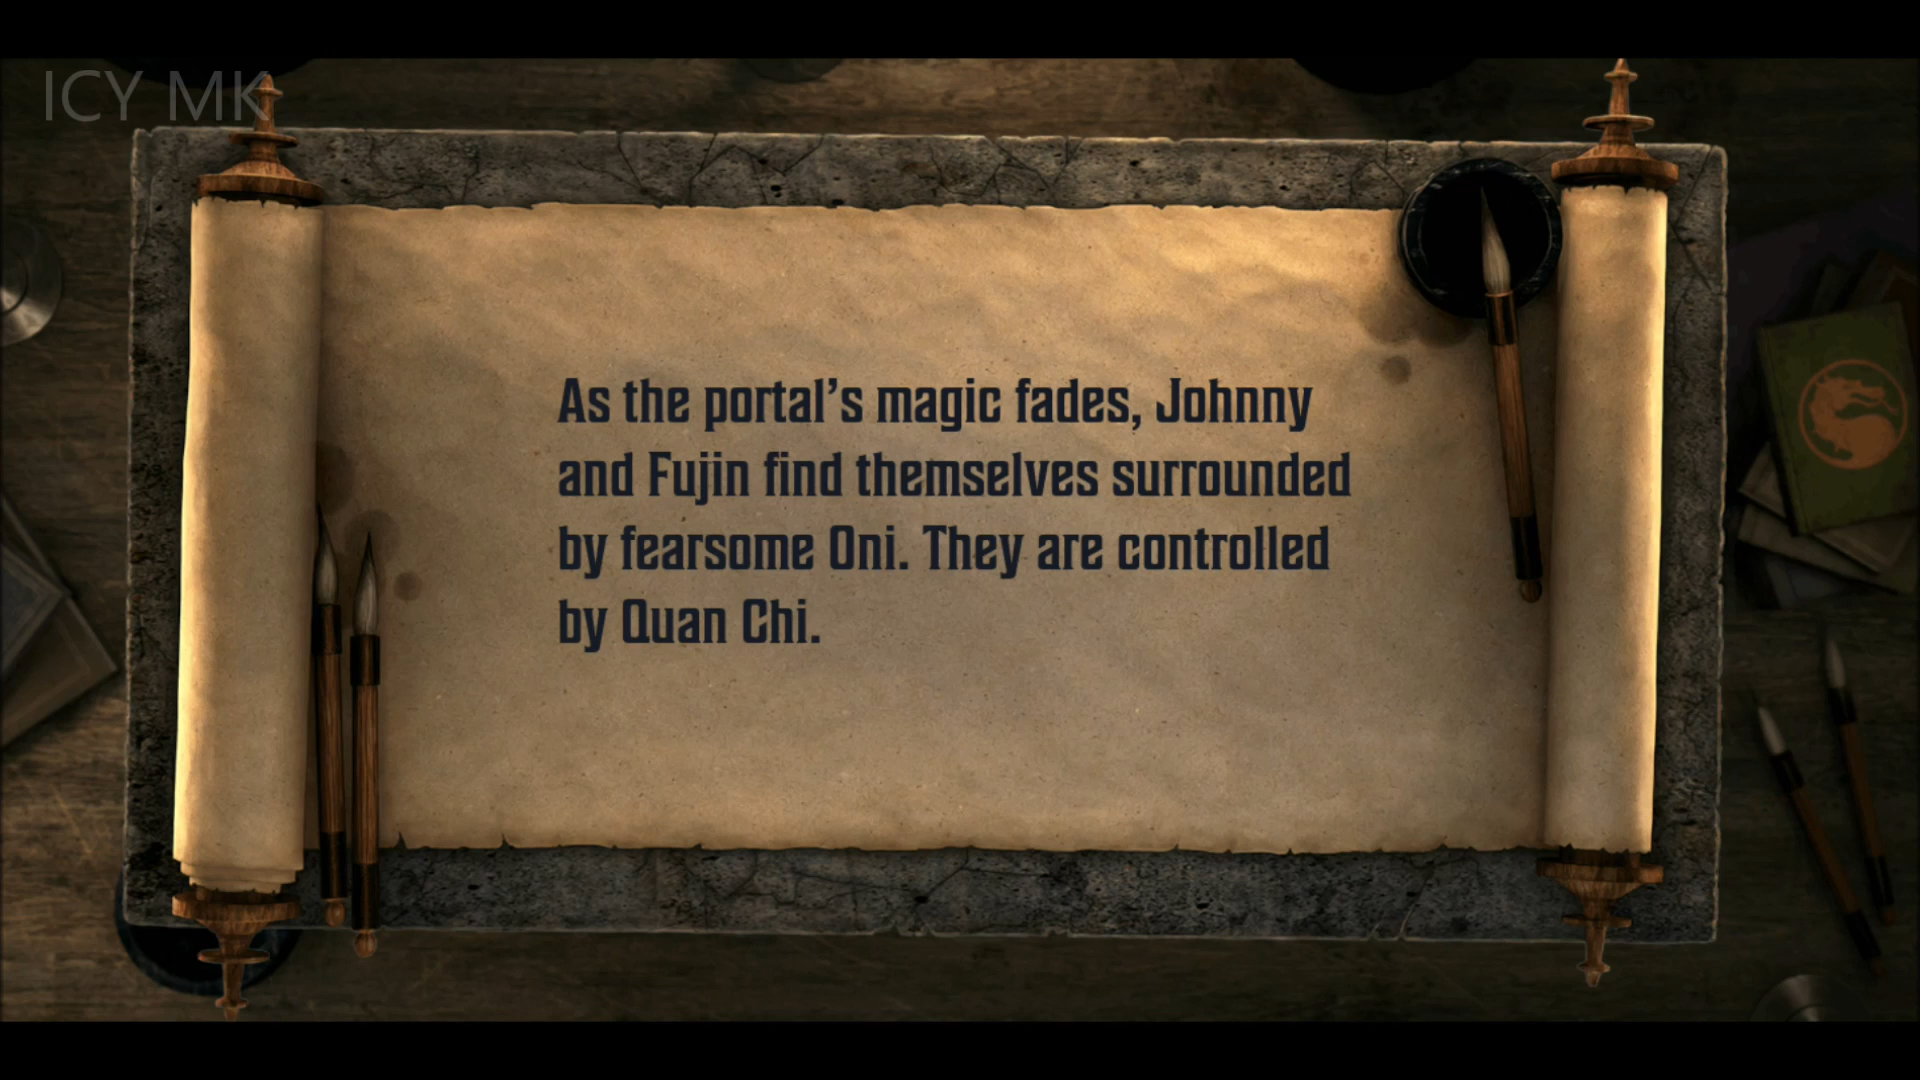 ICY MK
As the portal’s magic fades, Johnny
and Fujin find themselves surrounded
by fearsome Oni. They are controlled
by Quan Chi.